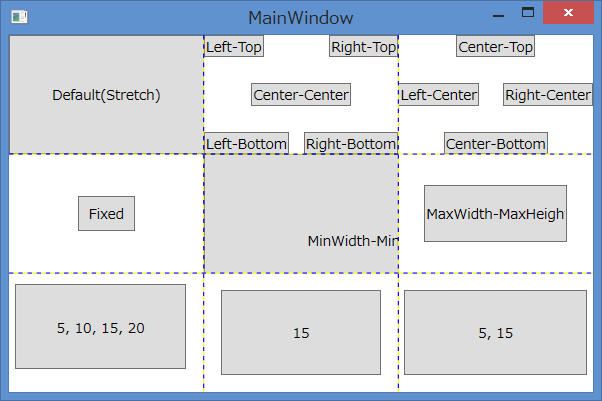 MainWindow
Default(Stretch)
Left-Top
Right-Top
Center-Center
Left-Bottom
Right-Bottom
Center-Top
Left-Center
Right-Center
Center-Bottom
Fixed
MinWidth-Min
MaxWidth-MaxHeigh
5, 10, 15, 20
15
5, 15